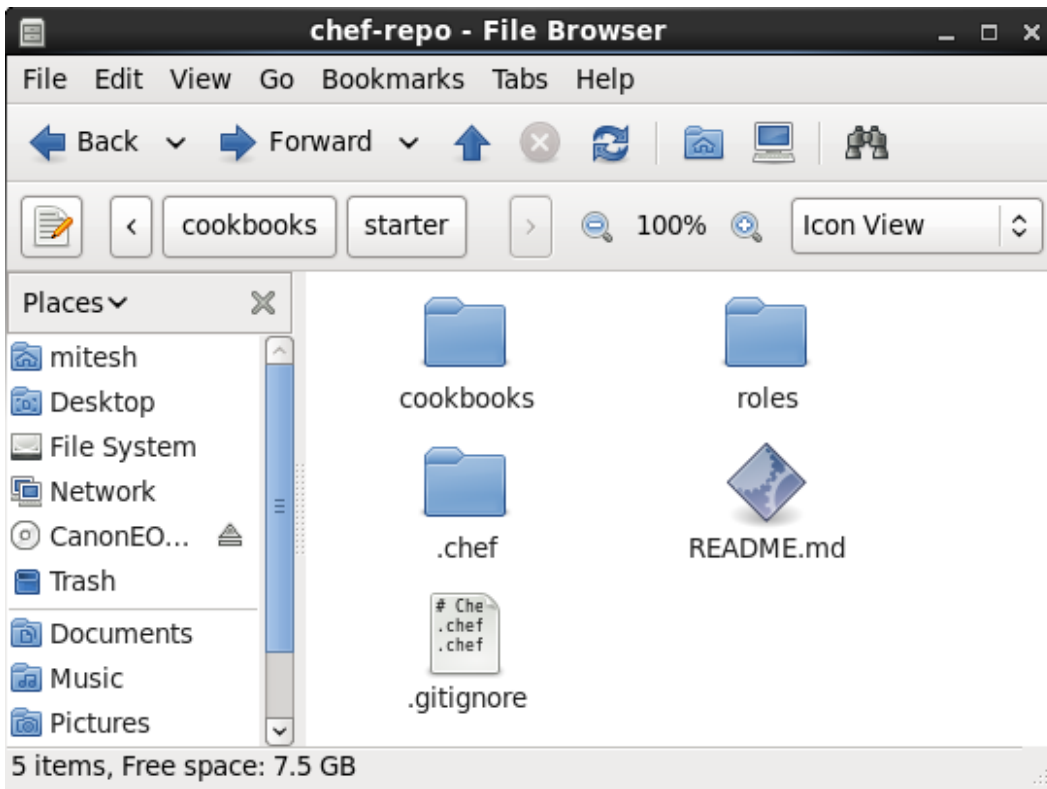 chef-repo - File Browser
File Edit View Go Bookmarks Tabs Help
Back Forward
< cookbooks starter > 100% Icon View
Places
mitesh
Desktop
File System
Network
CanonEO...
Trash
Documents
Music
Pictures
cookbooks roles
.chef README.md
# Che
.chef
.chef
.gitignore
5 items, Free space: 7.5 GB